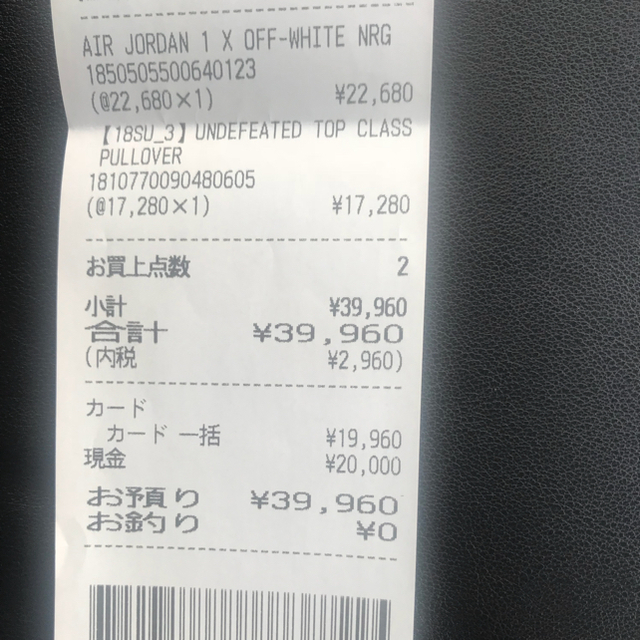 AIR JORDAN 1 X OFF-WHITE NRG
1850505500640123
(@22,680×1) ¥22,680
【18SU_3】UNDEFEATED TOP CLASS
PULLOVER
1810770090480605
(@17,280×1) ¥17,280
お買上点数 2
小計 ¥39,960
合計 ¥39,960
(内税 ¥2,960)
カード
カード 一括 ¥19,960
現金 ¥20,000
お預り ¥39,960
お釣り ¥0